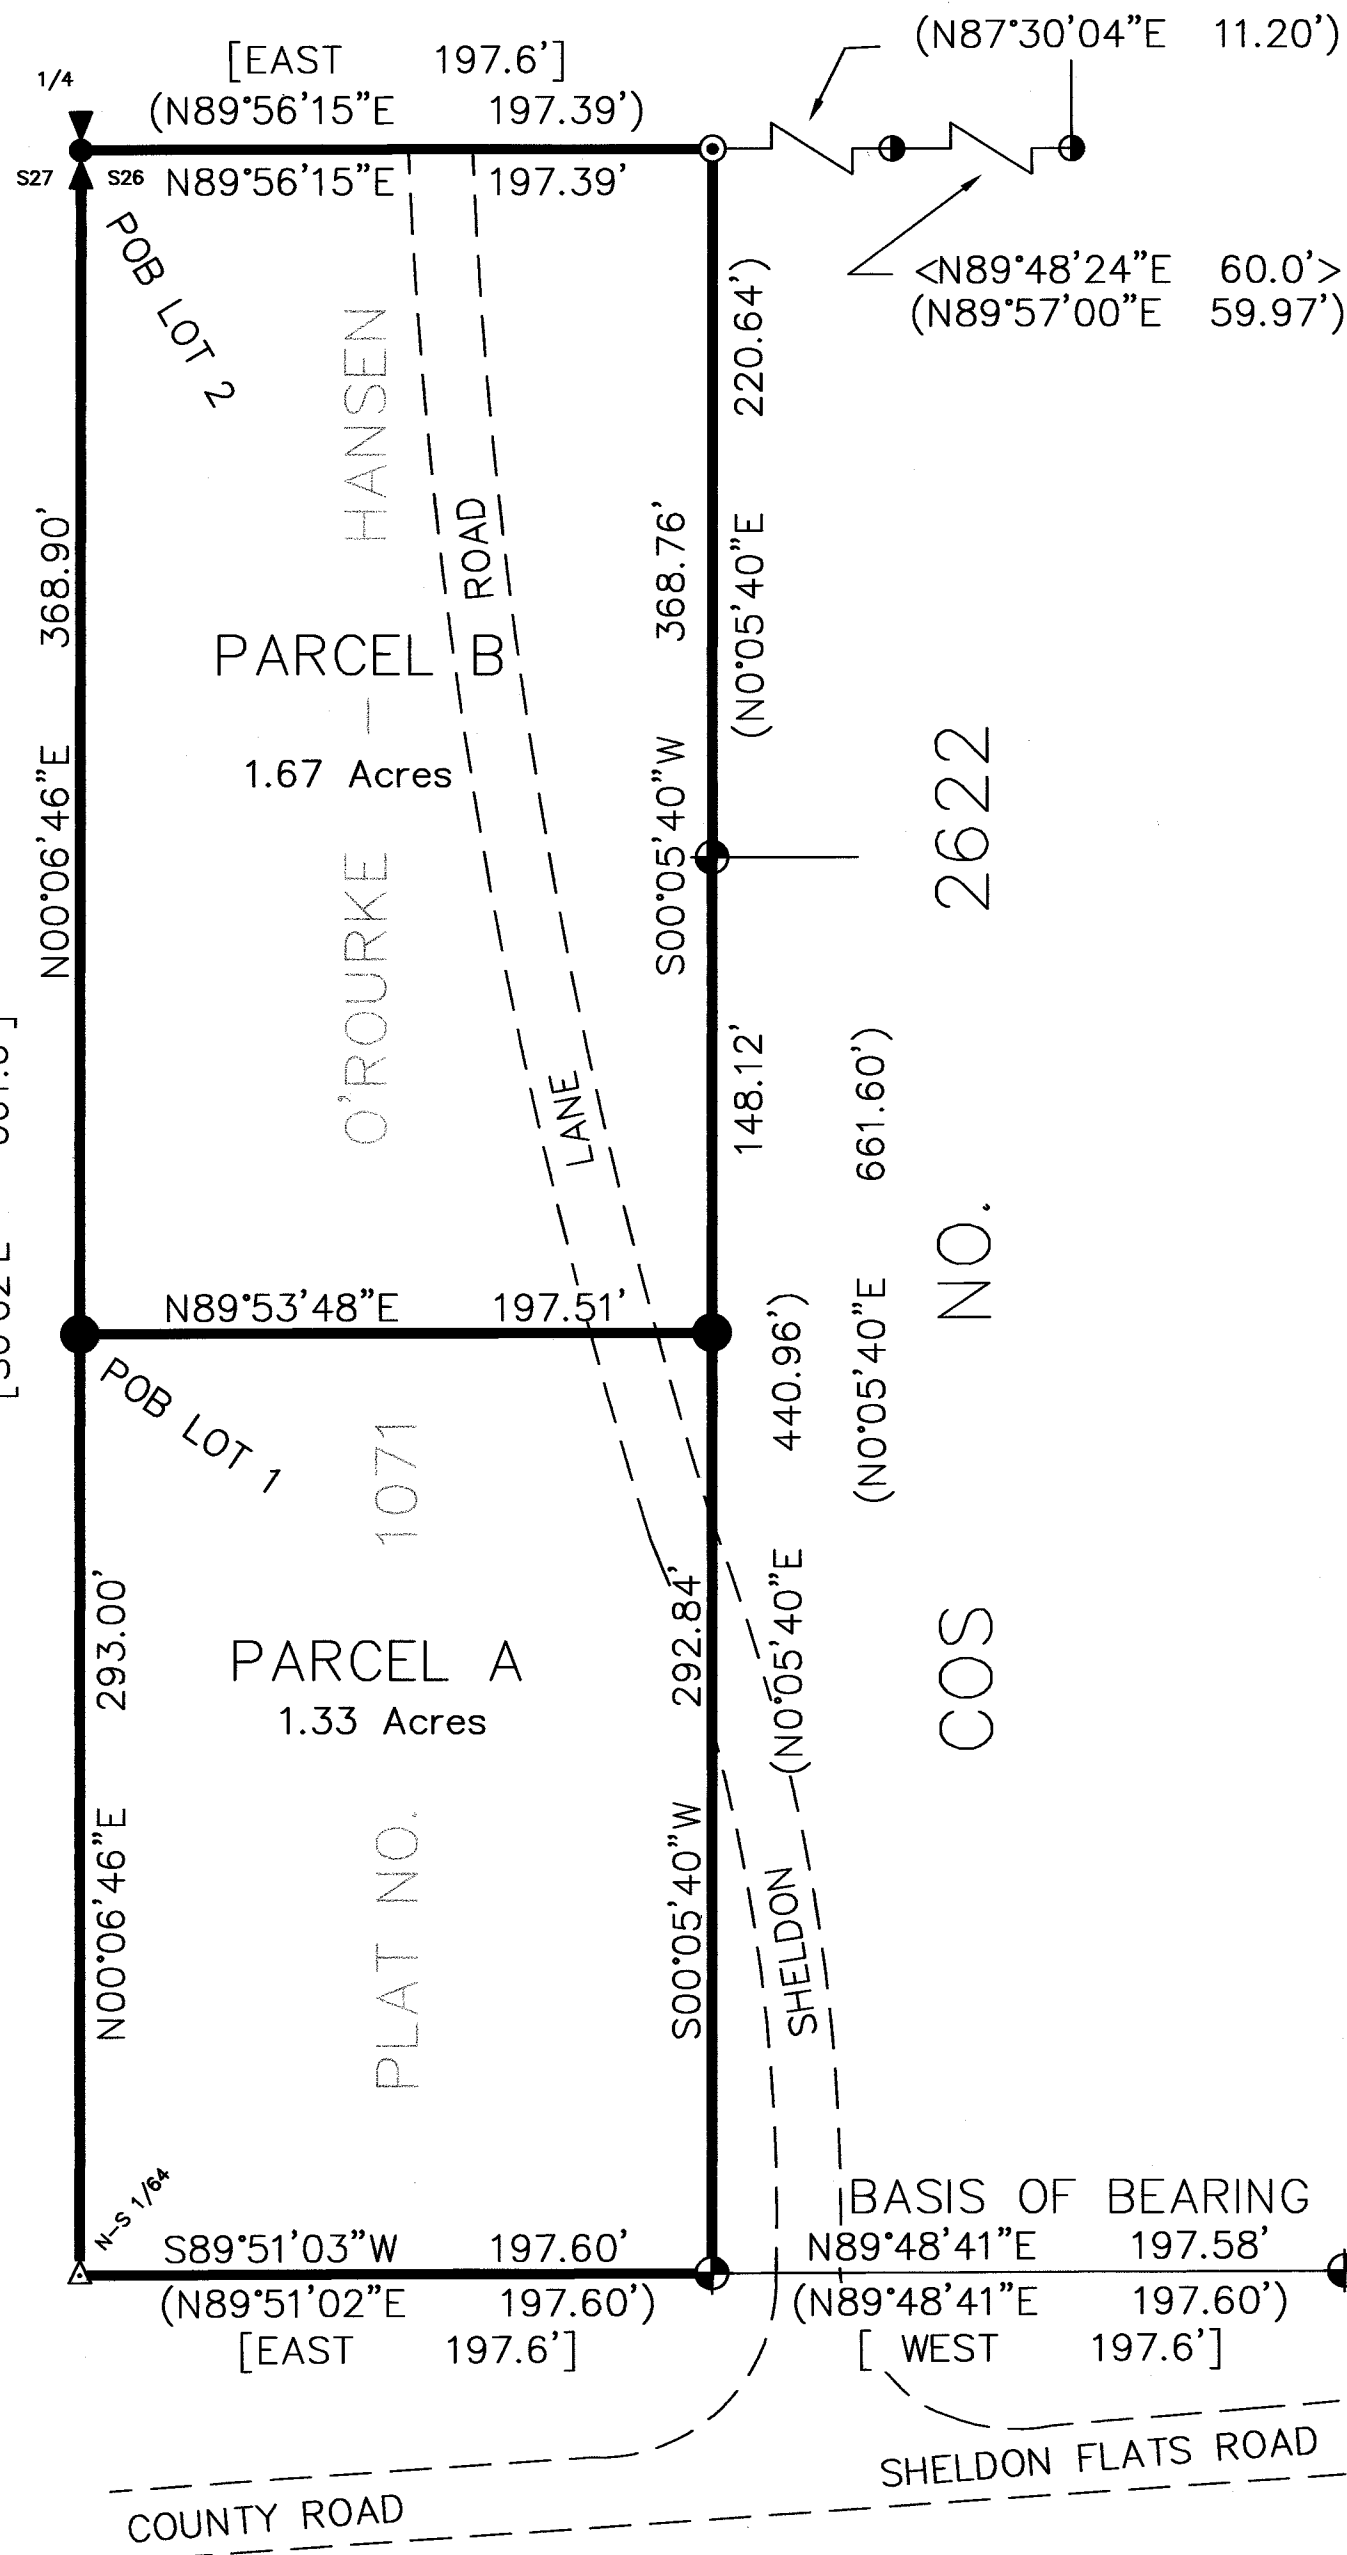 (N87°30'04"E 11.20')
[EAST 197.6']
1/4
(N89°56'15"E 197.39')
S27
S26
N89°56'15"E 197.39'
POB LOT 2
<N89°48'24"E 60.0'>
(N89°57'00"E 59.97')
N00°06'46"E 368.90'
O'ROURKE - HANSEN
ROAD
PARCEL B
1.67 Acres
S00°05'40"W 368.76'
(N0°05'40"E 220.64')
148.12'
LANE
(N0°05'40"E 661.60')
COS NO. 2622
N89°53'48"E 197.51'
POB LOT 1
(N0°05'40"E 440.96')
N00°06'46"E 293.00'
PLAT NO. 1071
PARCEL A
1.33 Acres
S00°05'40"W 292.84'
SHELDON
N-S 1/64
BASIS OF BEARING
S89°51'03"W 197.60'
N89°48'41"E 197.58'
(N89°51'02"E 197.60')
(N89°48'41"E 197.60')
[EAST 197.6']
[ WEST 197.6']
SHELDON FLATS ROAD
COUNTY ROAD